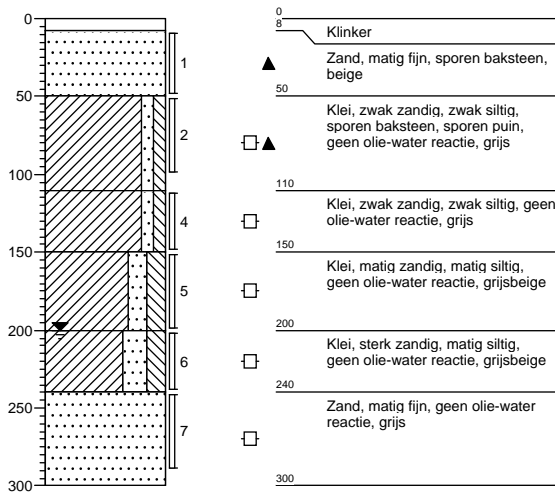 0
50
100
150
200
250
300
1
2
4
5
6
7
0
8
Klinker
Zand, matig fijn, sporen baksteen,
beige
50
Klei, zwak zandig, zwak siltig,
sporen baksteen, sporen puin,
geen olie-water reactie, grijs
110
Klei, zwak zandig, zwak siltig, geen
olie-water reactie, grijs
150
Klei, matig zandig, matig siltig,
geen olie-water reactie, grijsbeige
200
Klei, sterk zandig, matig siltig,
geen olie-water reactie, grijsbeige
240
Zand, matig fijn, geen olie-water
reactie, grijs
300